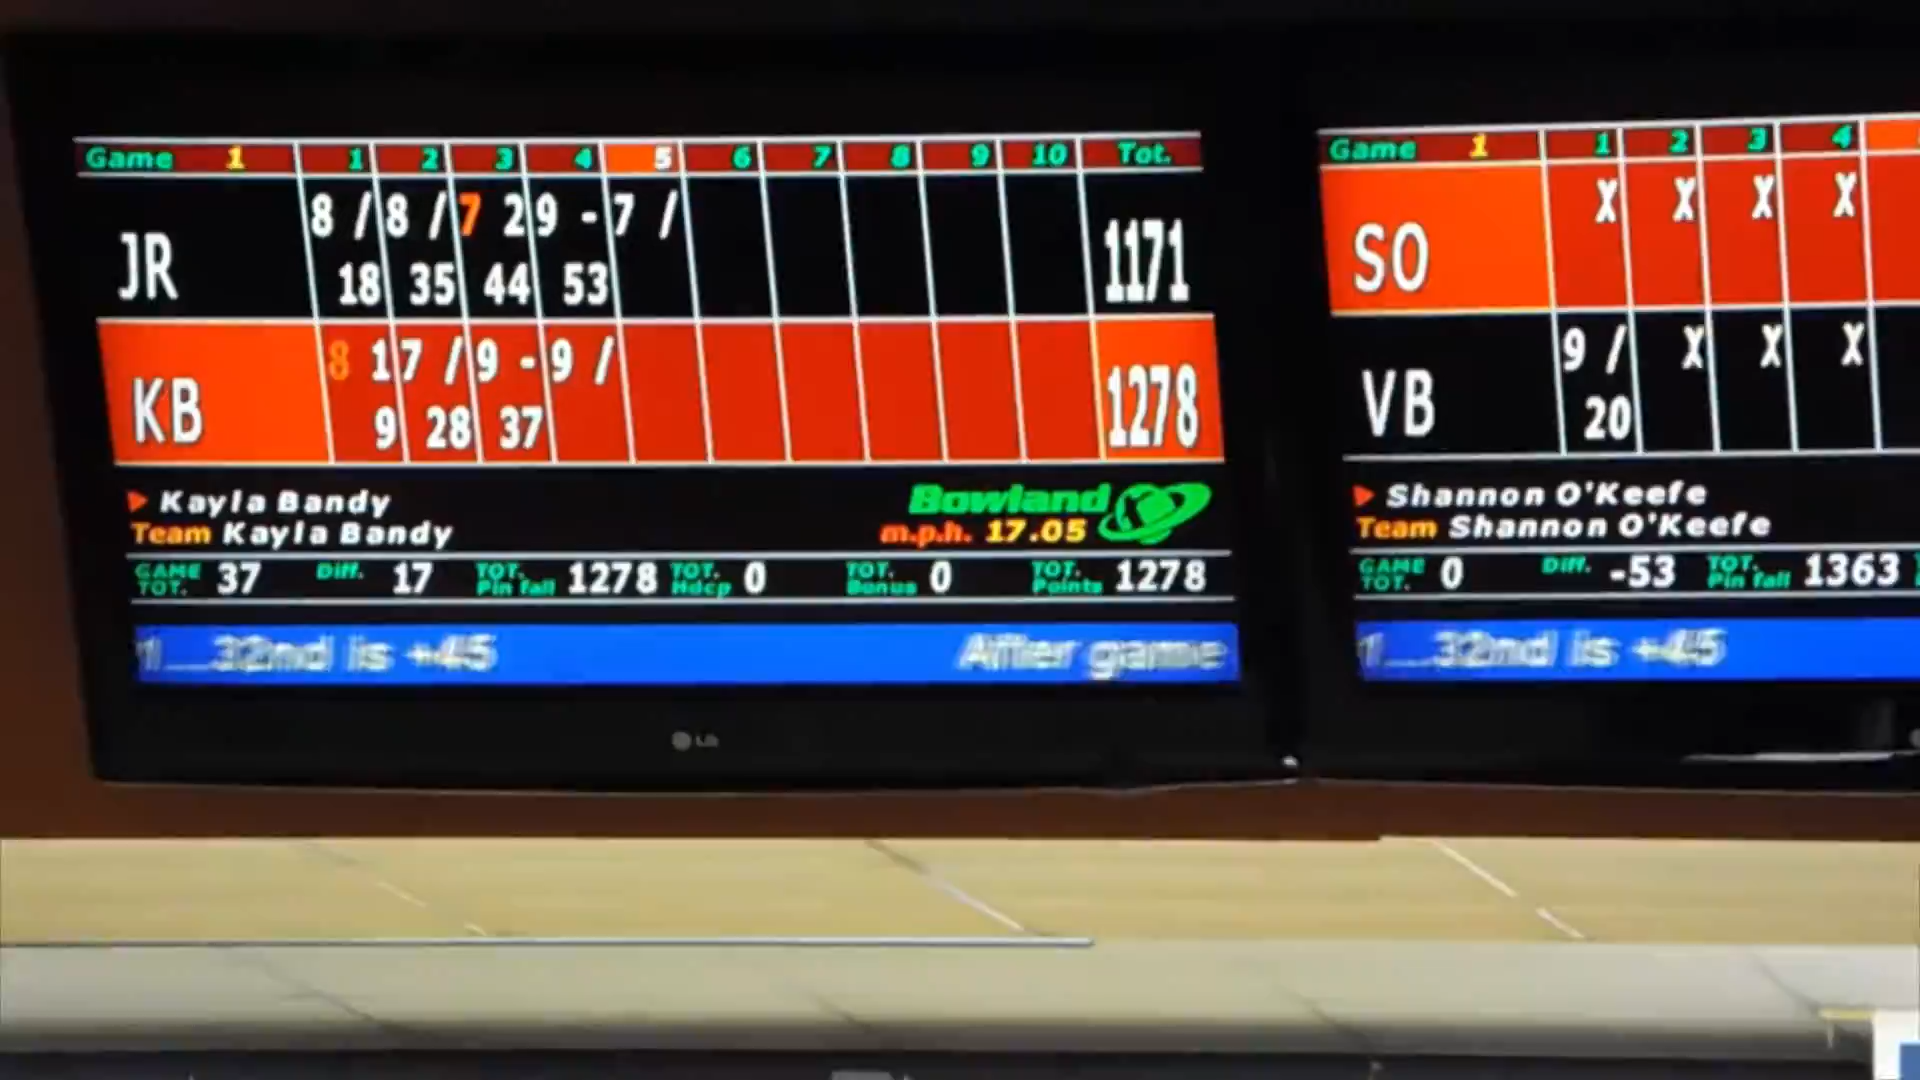 Game 1 1 2 3 4 5 6 7 8 9 10 Tot.
JR 8 / 8 / 7 2 9 - 7 / 1171
18 35 44 53
KB 8 1 7 / 9 - 9 / 1278
9 28 37
Kayla Bandy
Team Kayla Bandy
Bowland
m.p.h. 17.05
GAME TOT. 37 Diff. 17 TOT. Pin fall 1278 TOT. Hdcp 0 TOT. Bonus 0 TOT. Points 1278
1__32nd is +45 After game
LG
Game 1 1 2 3 4
SO X X X X
VB 9 / X X X
20
Shannon O'Keefe
Team Shannon O'Keefe
GAME TOT. 0 Diff. -53 TOT. Pin fall 1363
1__32nd is +45